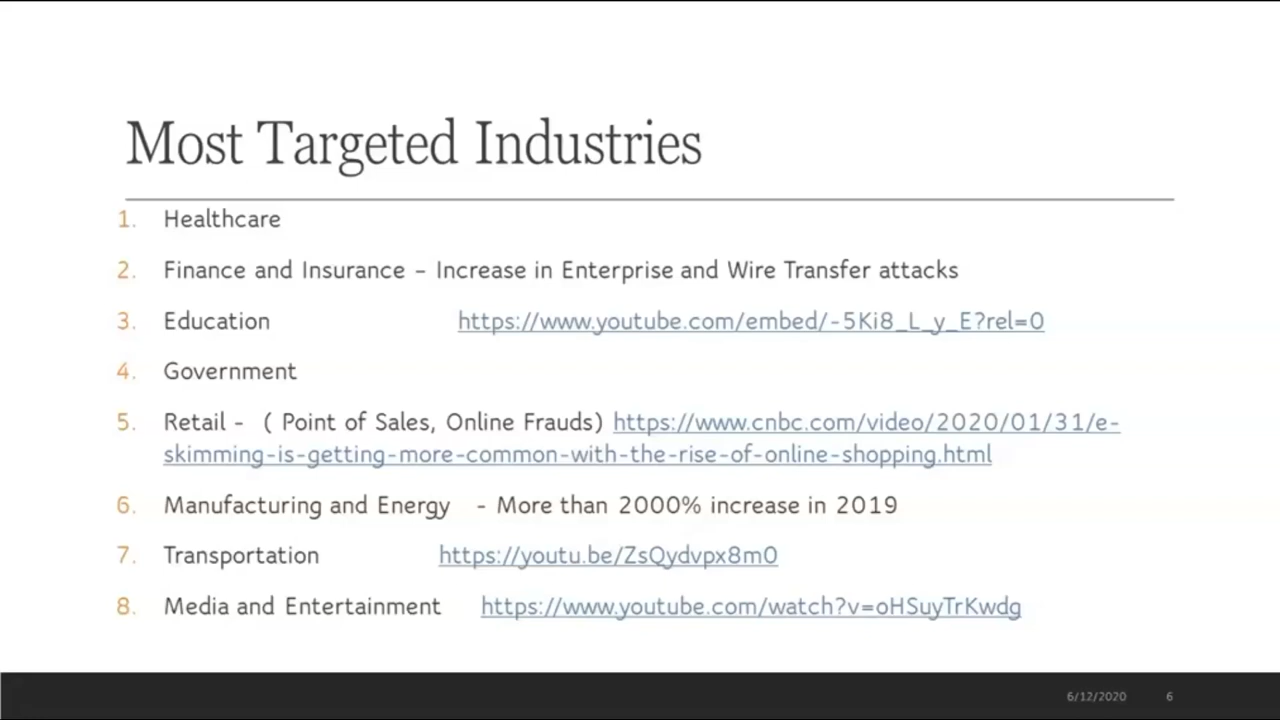 Most Targeted Industries
1. Healthcare
2. Finance and Insurance – Increase in Enterprise and Wire Transfer attacks
3. Education https://www.youtube.com/embed/-5Ki8_L_y_E?rel=0
4. Government
5. Retail - ( Point of Sales, Online Frauds) https://www.cnbc.com/video/2020/01/31/e-
skimming-is-getting-more-common-with-the-rise-of-online-shopping.html
6. Manufacturing and Energy - More than 2000% increase in 2019
7. Transportation https://youtu.be/ZsQydvpx8m0
8. Media and Entertainment https://www.youtube.com/watch?v=oHSuyTrKwdg
6/12/2020 6